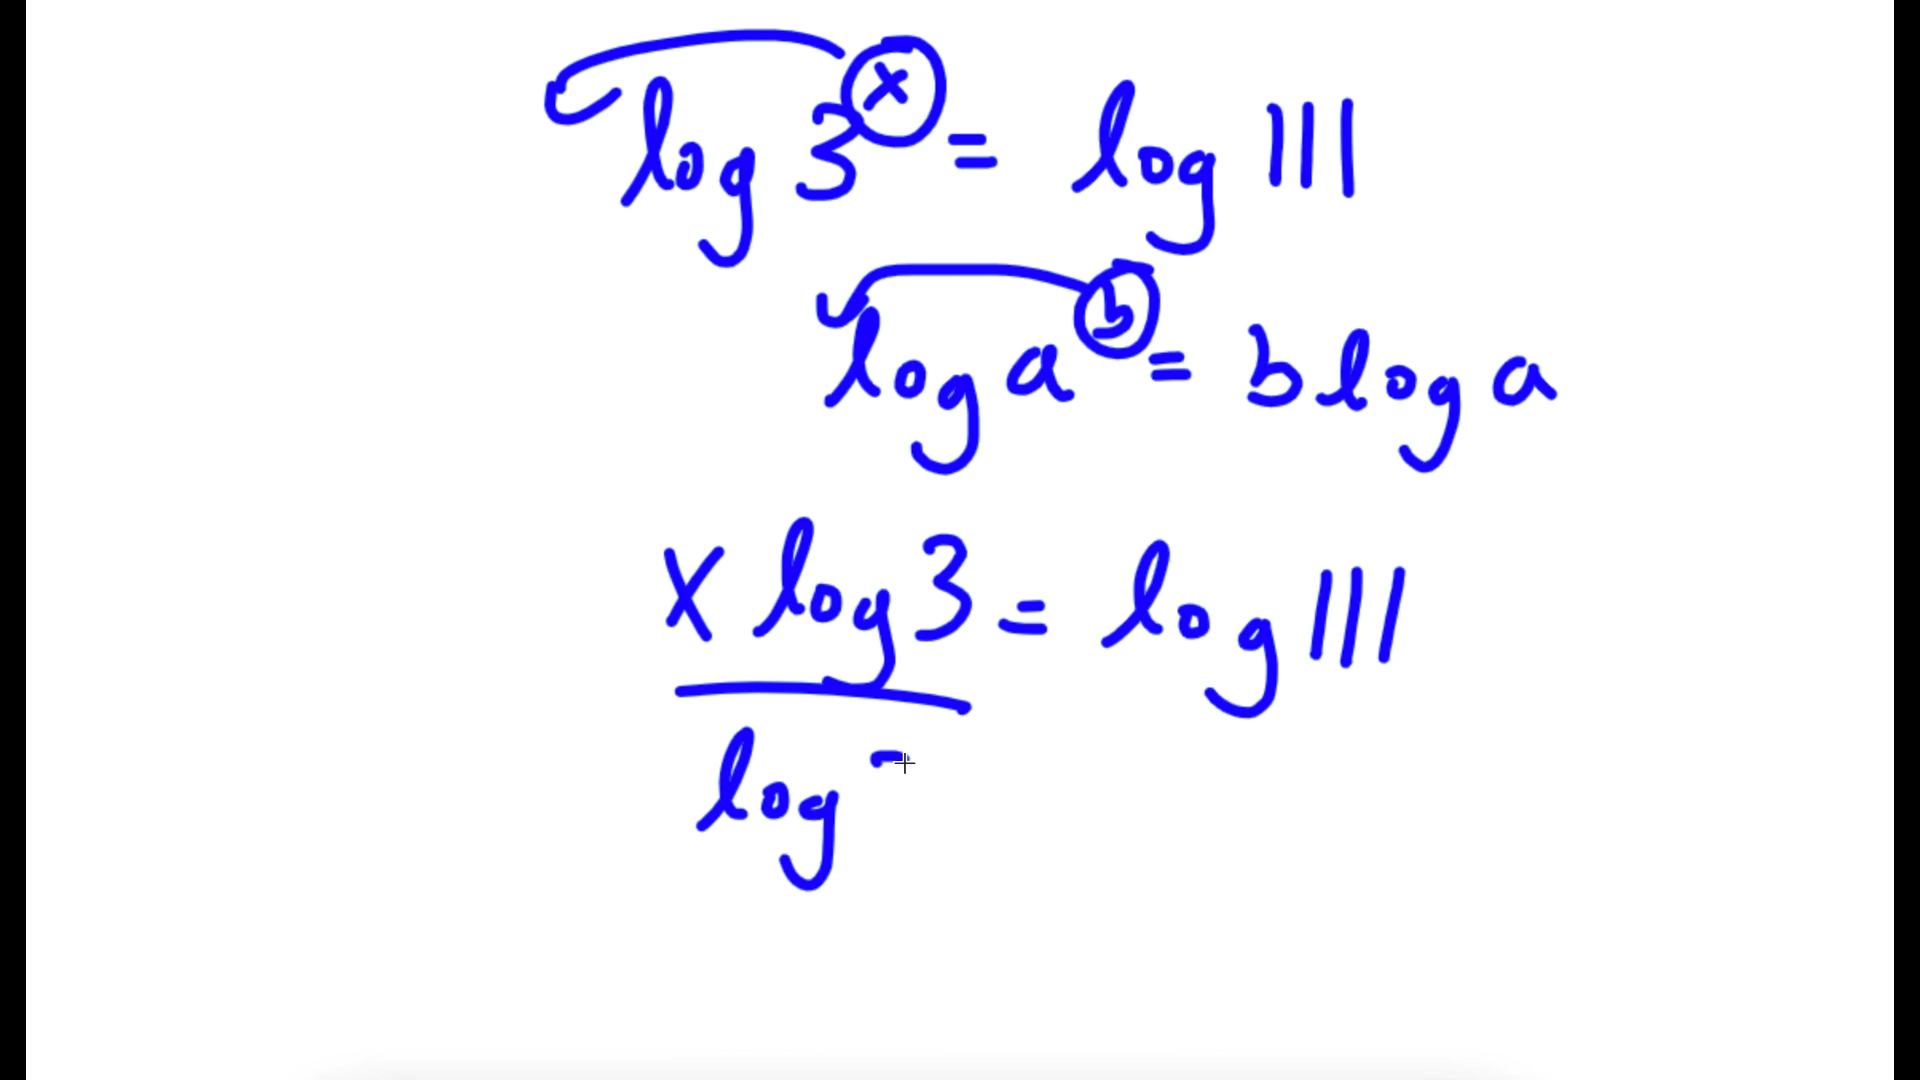 log 3^x = log 111
log a^b = b log a
x log 3 = log 111
log